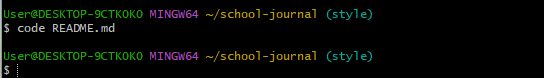 User@DESKTOP-9CTKOKO MINGW64 ~/school-journal (style)
$ code README.md
User@DESKTOP-9CTKOKO MINGW64 ~/school-journal (style)
$